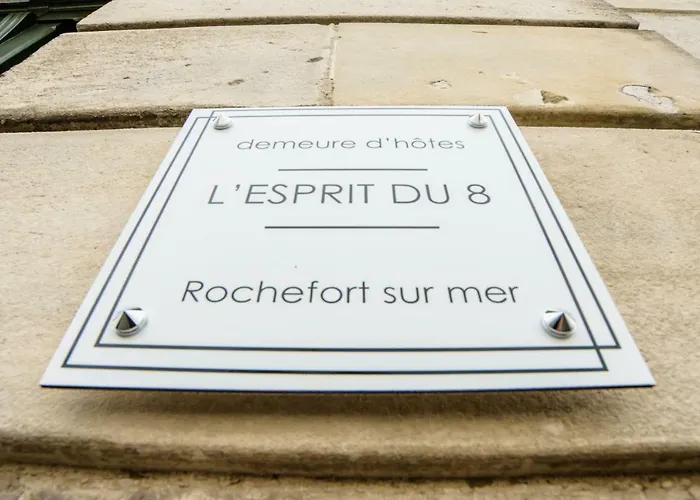 demeure d'hôtes
L'ESPRIT DU 8
Rochefort sur mer